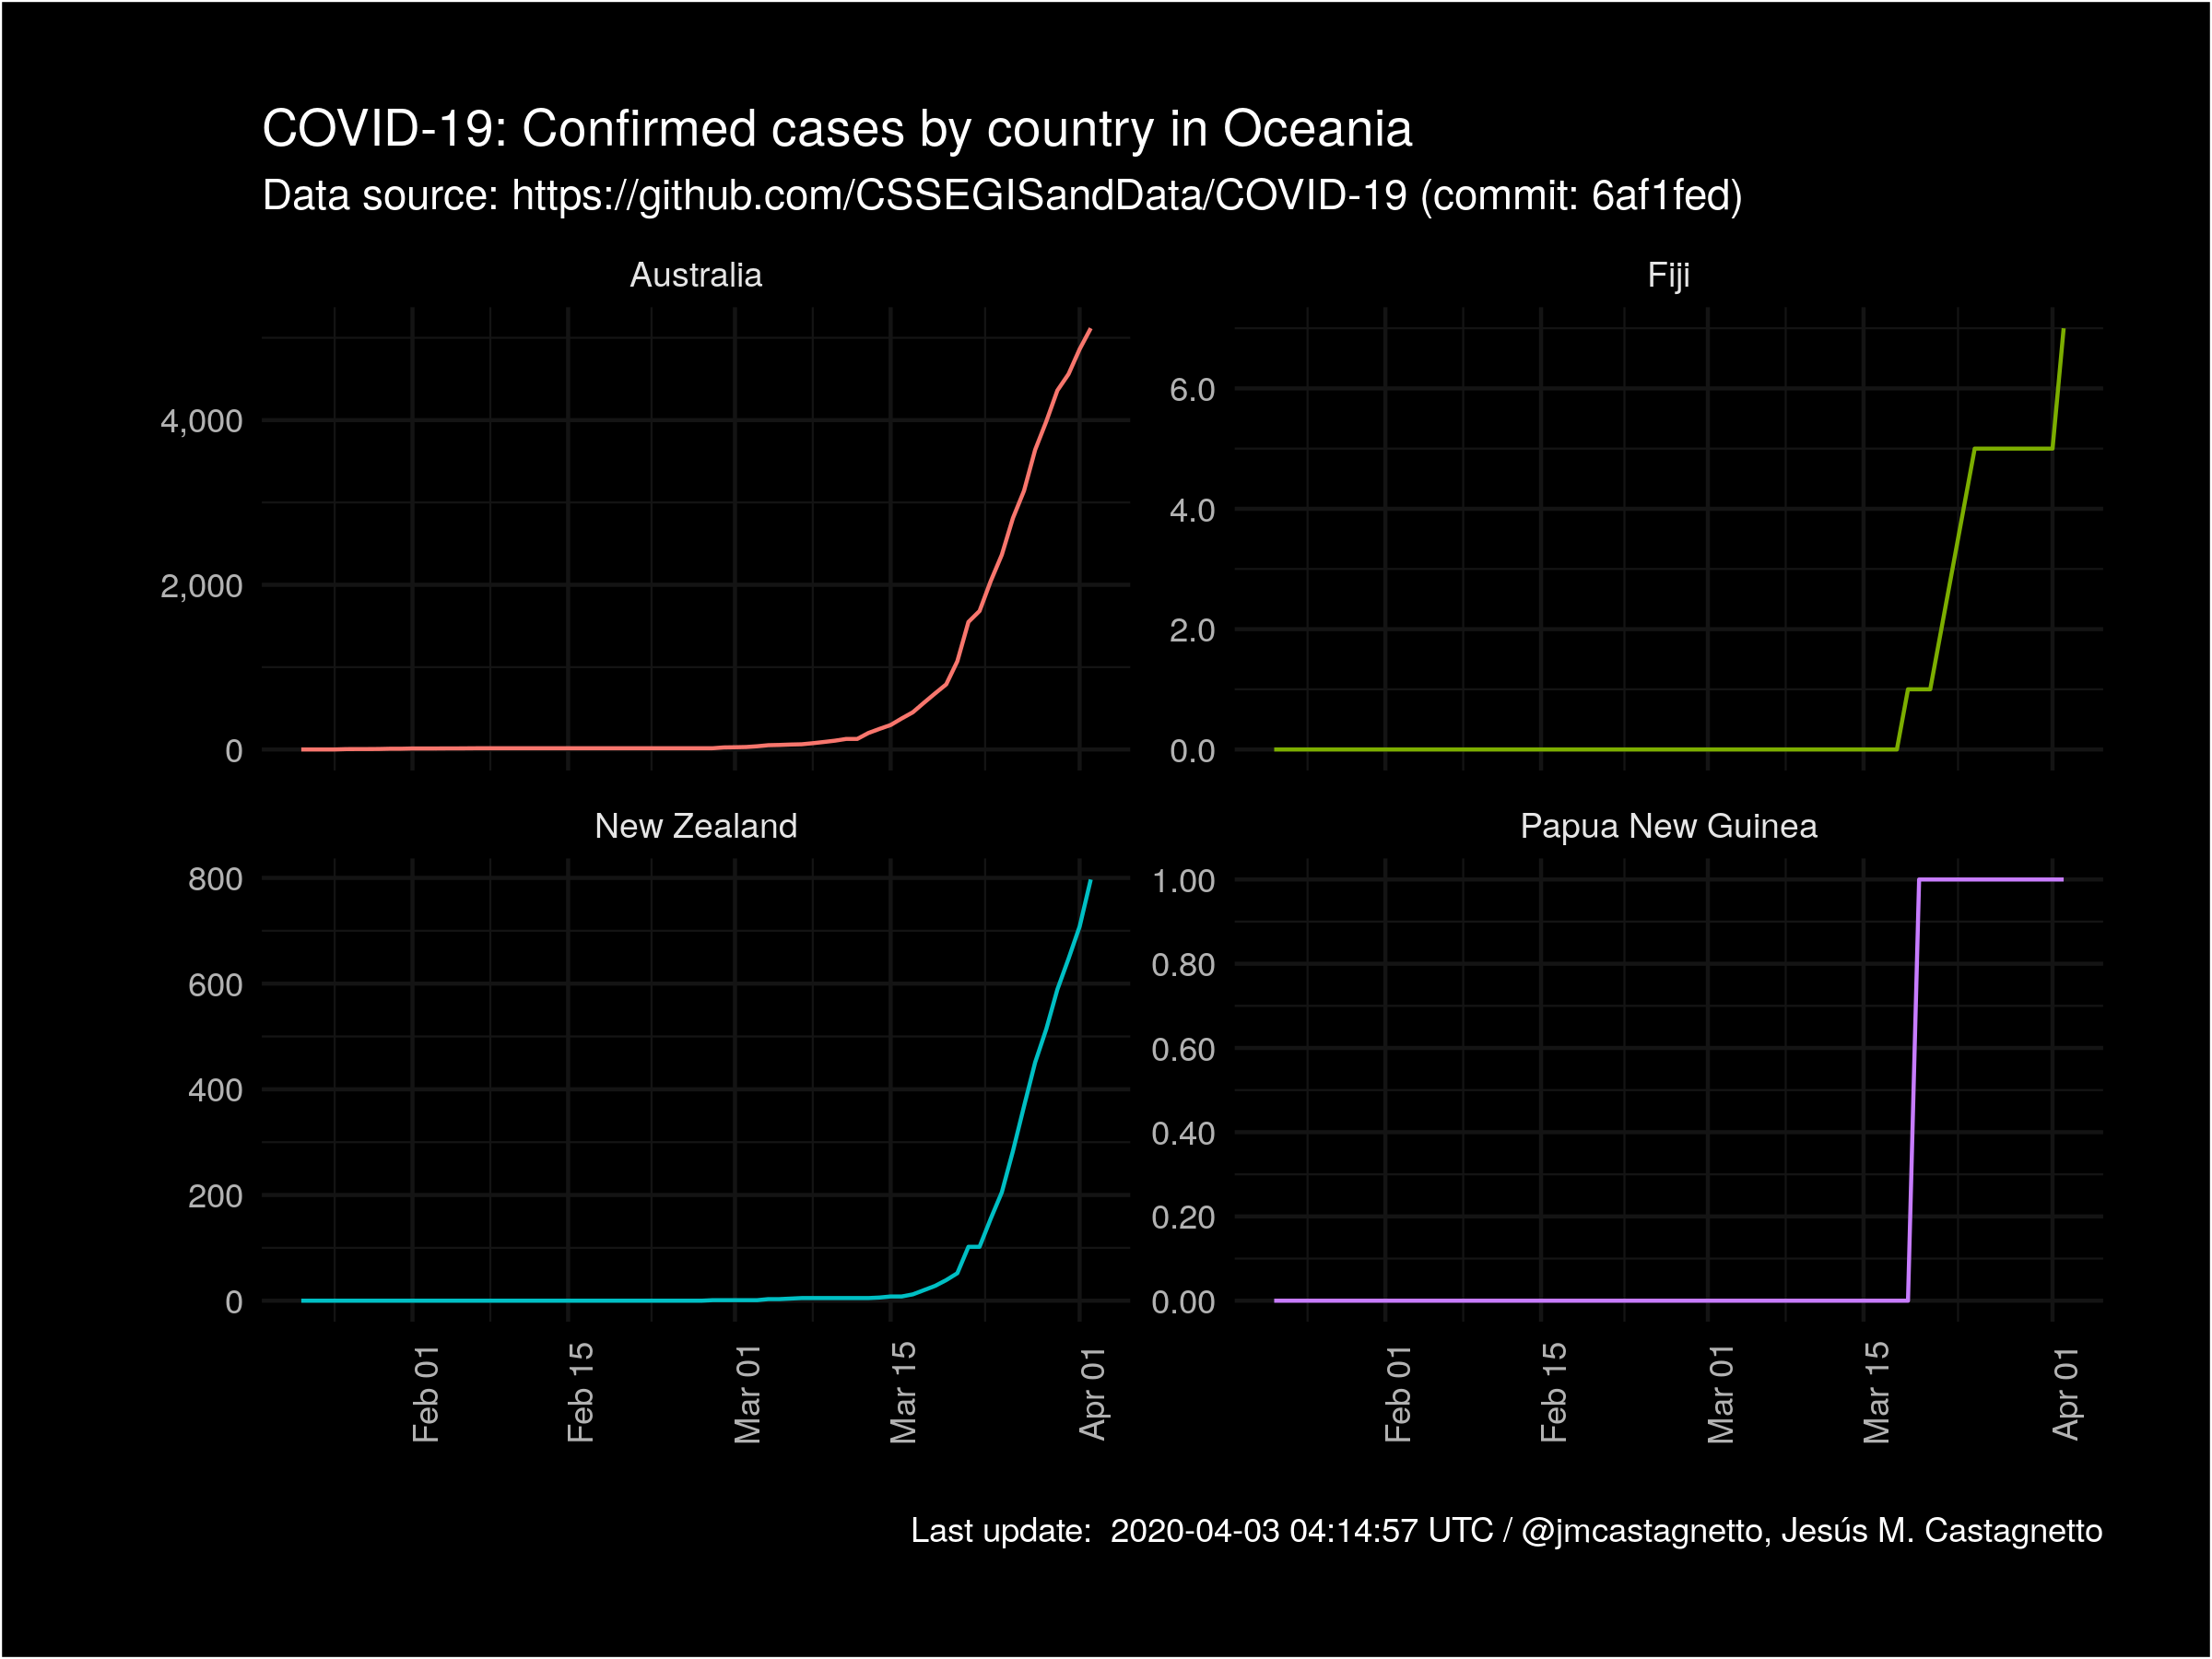 COVID-19: Confirmed cases by country in Oceania
Data source: https://github.com/CSSEGISandData/COVID-19 (commit: 6af1fed)
Australia
4,000
2,000
0
Fiji
6.0
4.0
2.0
0.0
New Zealand
800
600
400
200
0
Papua New Guinea
1.00
0.80
0.60
0.40
0.20
0.00
Feb 01
Feb 15
Mar 01
Mar 15
Apr 01
Feb 01
Feb 15
Mar 01
Mar 15
Apr 01
Last update:  2020-04-03 04:14:57 UTC / @jmcastagnetto, Jesús M. Castagnetto